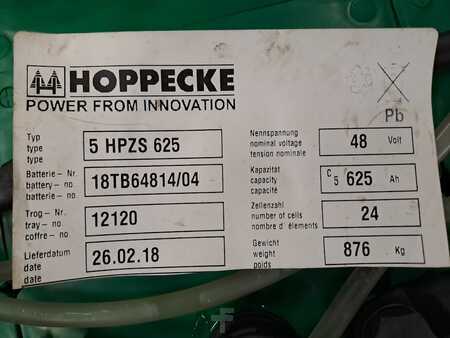 HOPPECKE
POWER FROM INNOVATION
Typ
type
type
5 HPZS 625
Batterie- Nr.
battery- no
batterie - no
18TB64814/04
Trog- Nr.
tray- no
coffre- no
12120
Lieferdatum
date
date
26.02.18
Pb
Nennspannung
nominal voltage
tension nominale
48 Volt
Kapazität
capacity
capacité
C5 625 Ah
Zellenzahl
number of cells
nombre d´ élements
24
Gewicht
weight
poids
876 Kg